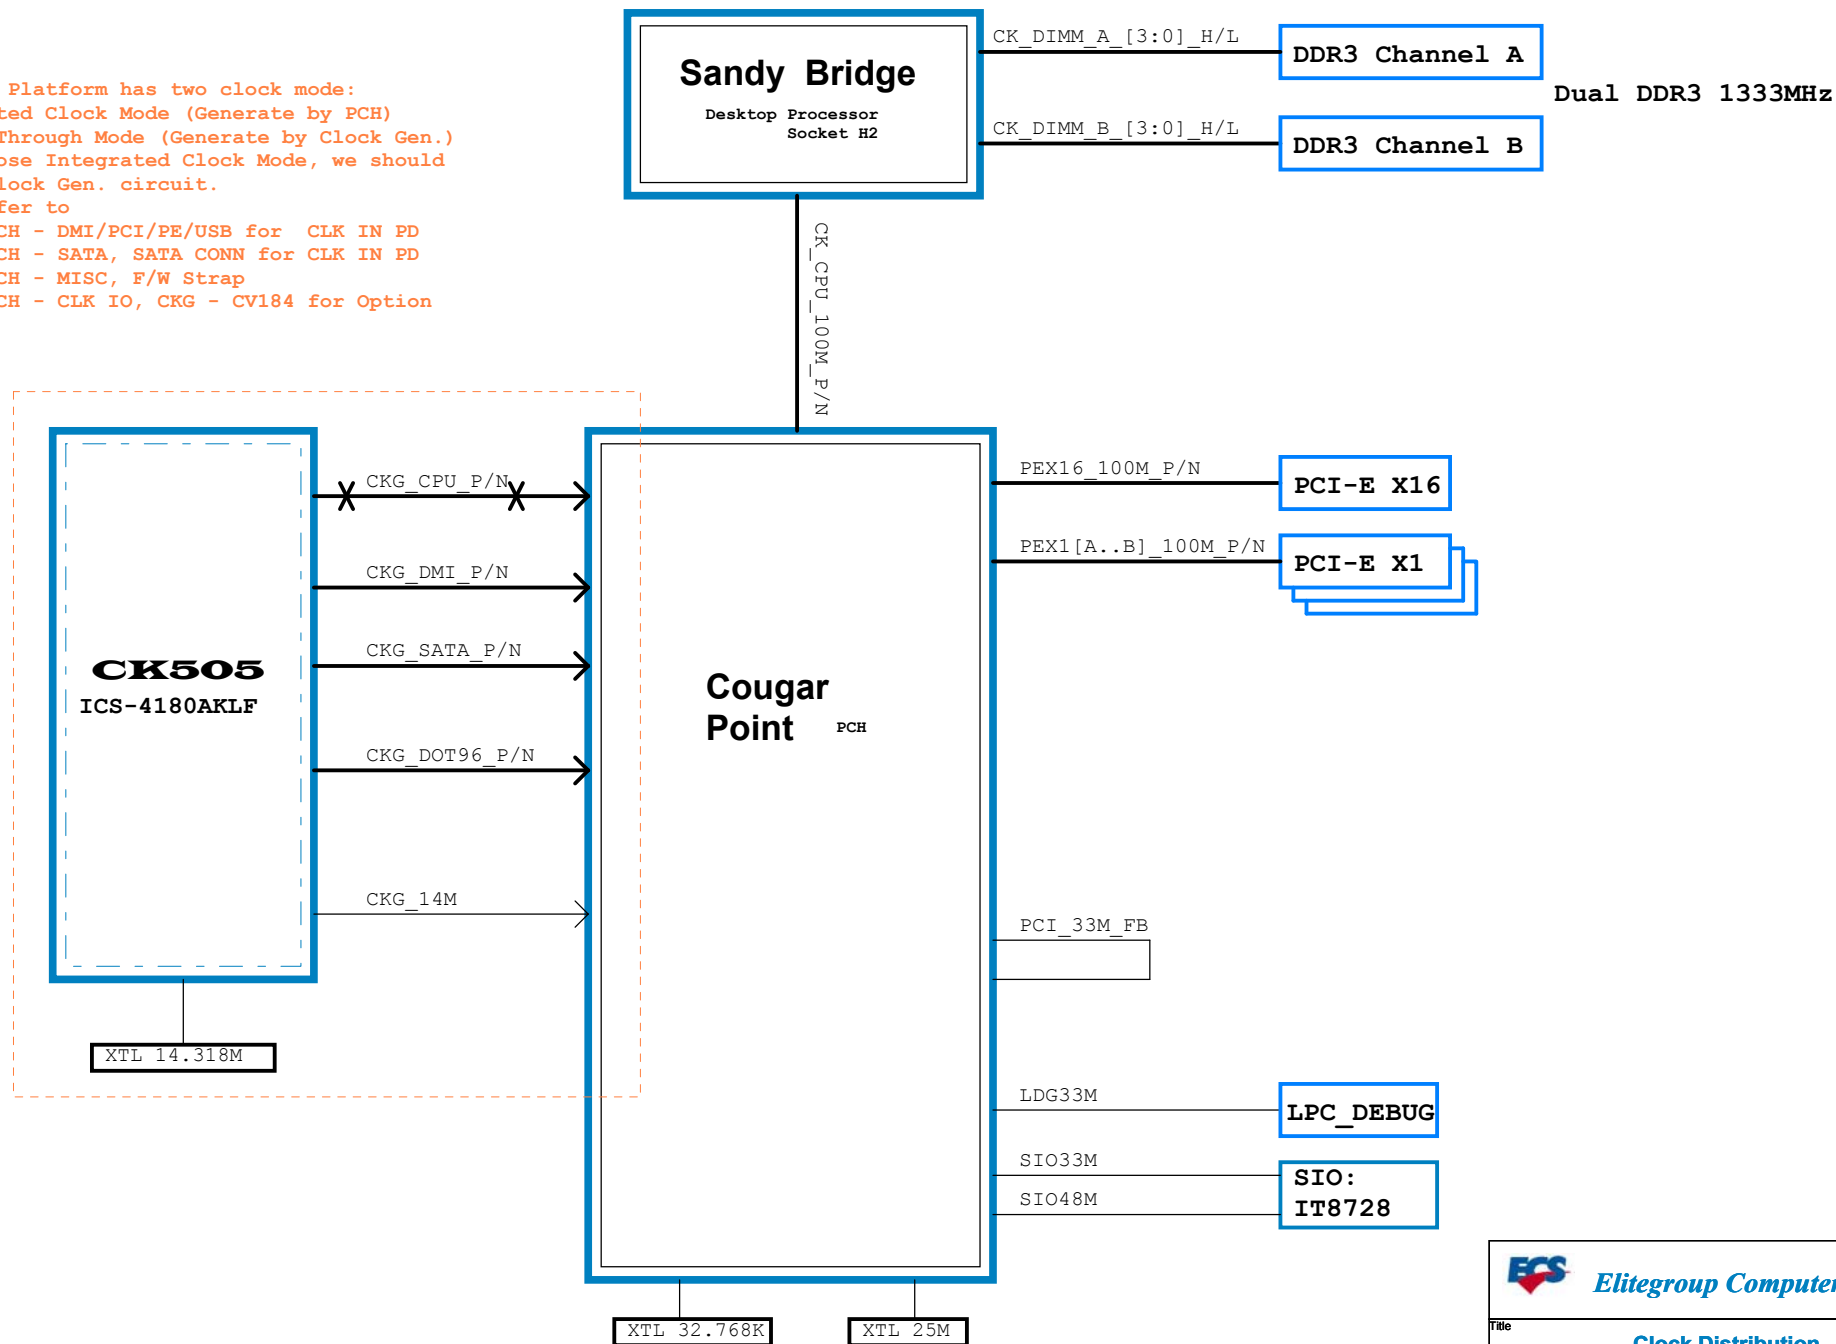 Platform has two clock mode:
ted Clock Mode (Generate by PCH)
Through Mode (Generate by Clock Gen.)
ose Integrated Clock Mode, we should
lock Gen. circuit.
fer to
CH - DMI/PCI/PE/USB for  CLK IN PD
CH - SATA, SATA CONN for CLK IN PD
CH - MISC, F/W Strap
CH - CLK IO, CKG - CV184 for Option
Sandy Bridge
Desktop Processor
Socket H2
CK_DIMM_A_[3:0]_H/L
DDR3 Channel A
Dual DDR3 1333MHz
CK_DIMM_B_[3:0]_H/L
DDR3 Channel B
CK_CPU_100M_P/N
CK505
ICS-4180AKLF
CKG_CPU_P/N
CKG_DMI_P/N
CKG_SATA_P/N
CKG_DOT96_P/N
CKG_14M
XTL 14.318M
Cougar
Point PCH
PEX16_100M_P/N
PCI-E X16
PEX1[A..B]_100M_P/N
PCI-E X1
PCI_33M_FB
LDG33M
LPC_DEBUG
SIO33M
SIO48M
SIO:
IT8728
XTL 32.768K
XTL 25M
ECS
Elitegroup Computer
Title
Clock Distribution